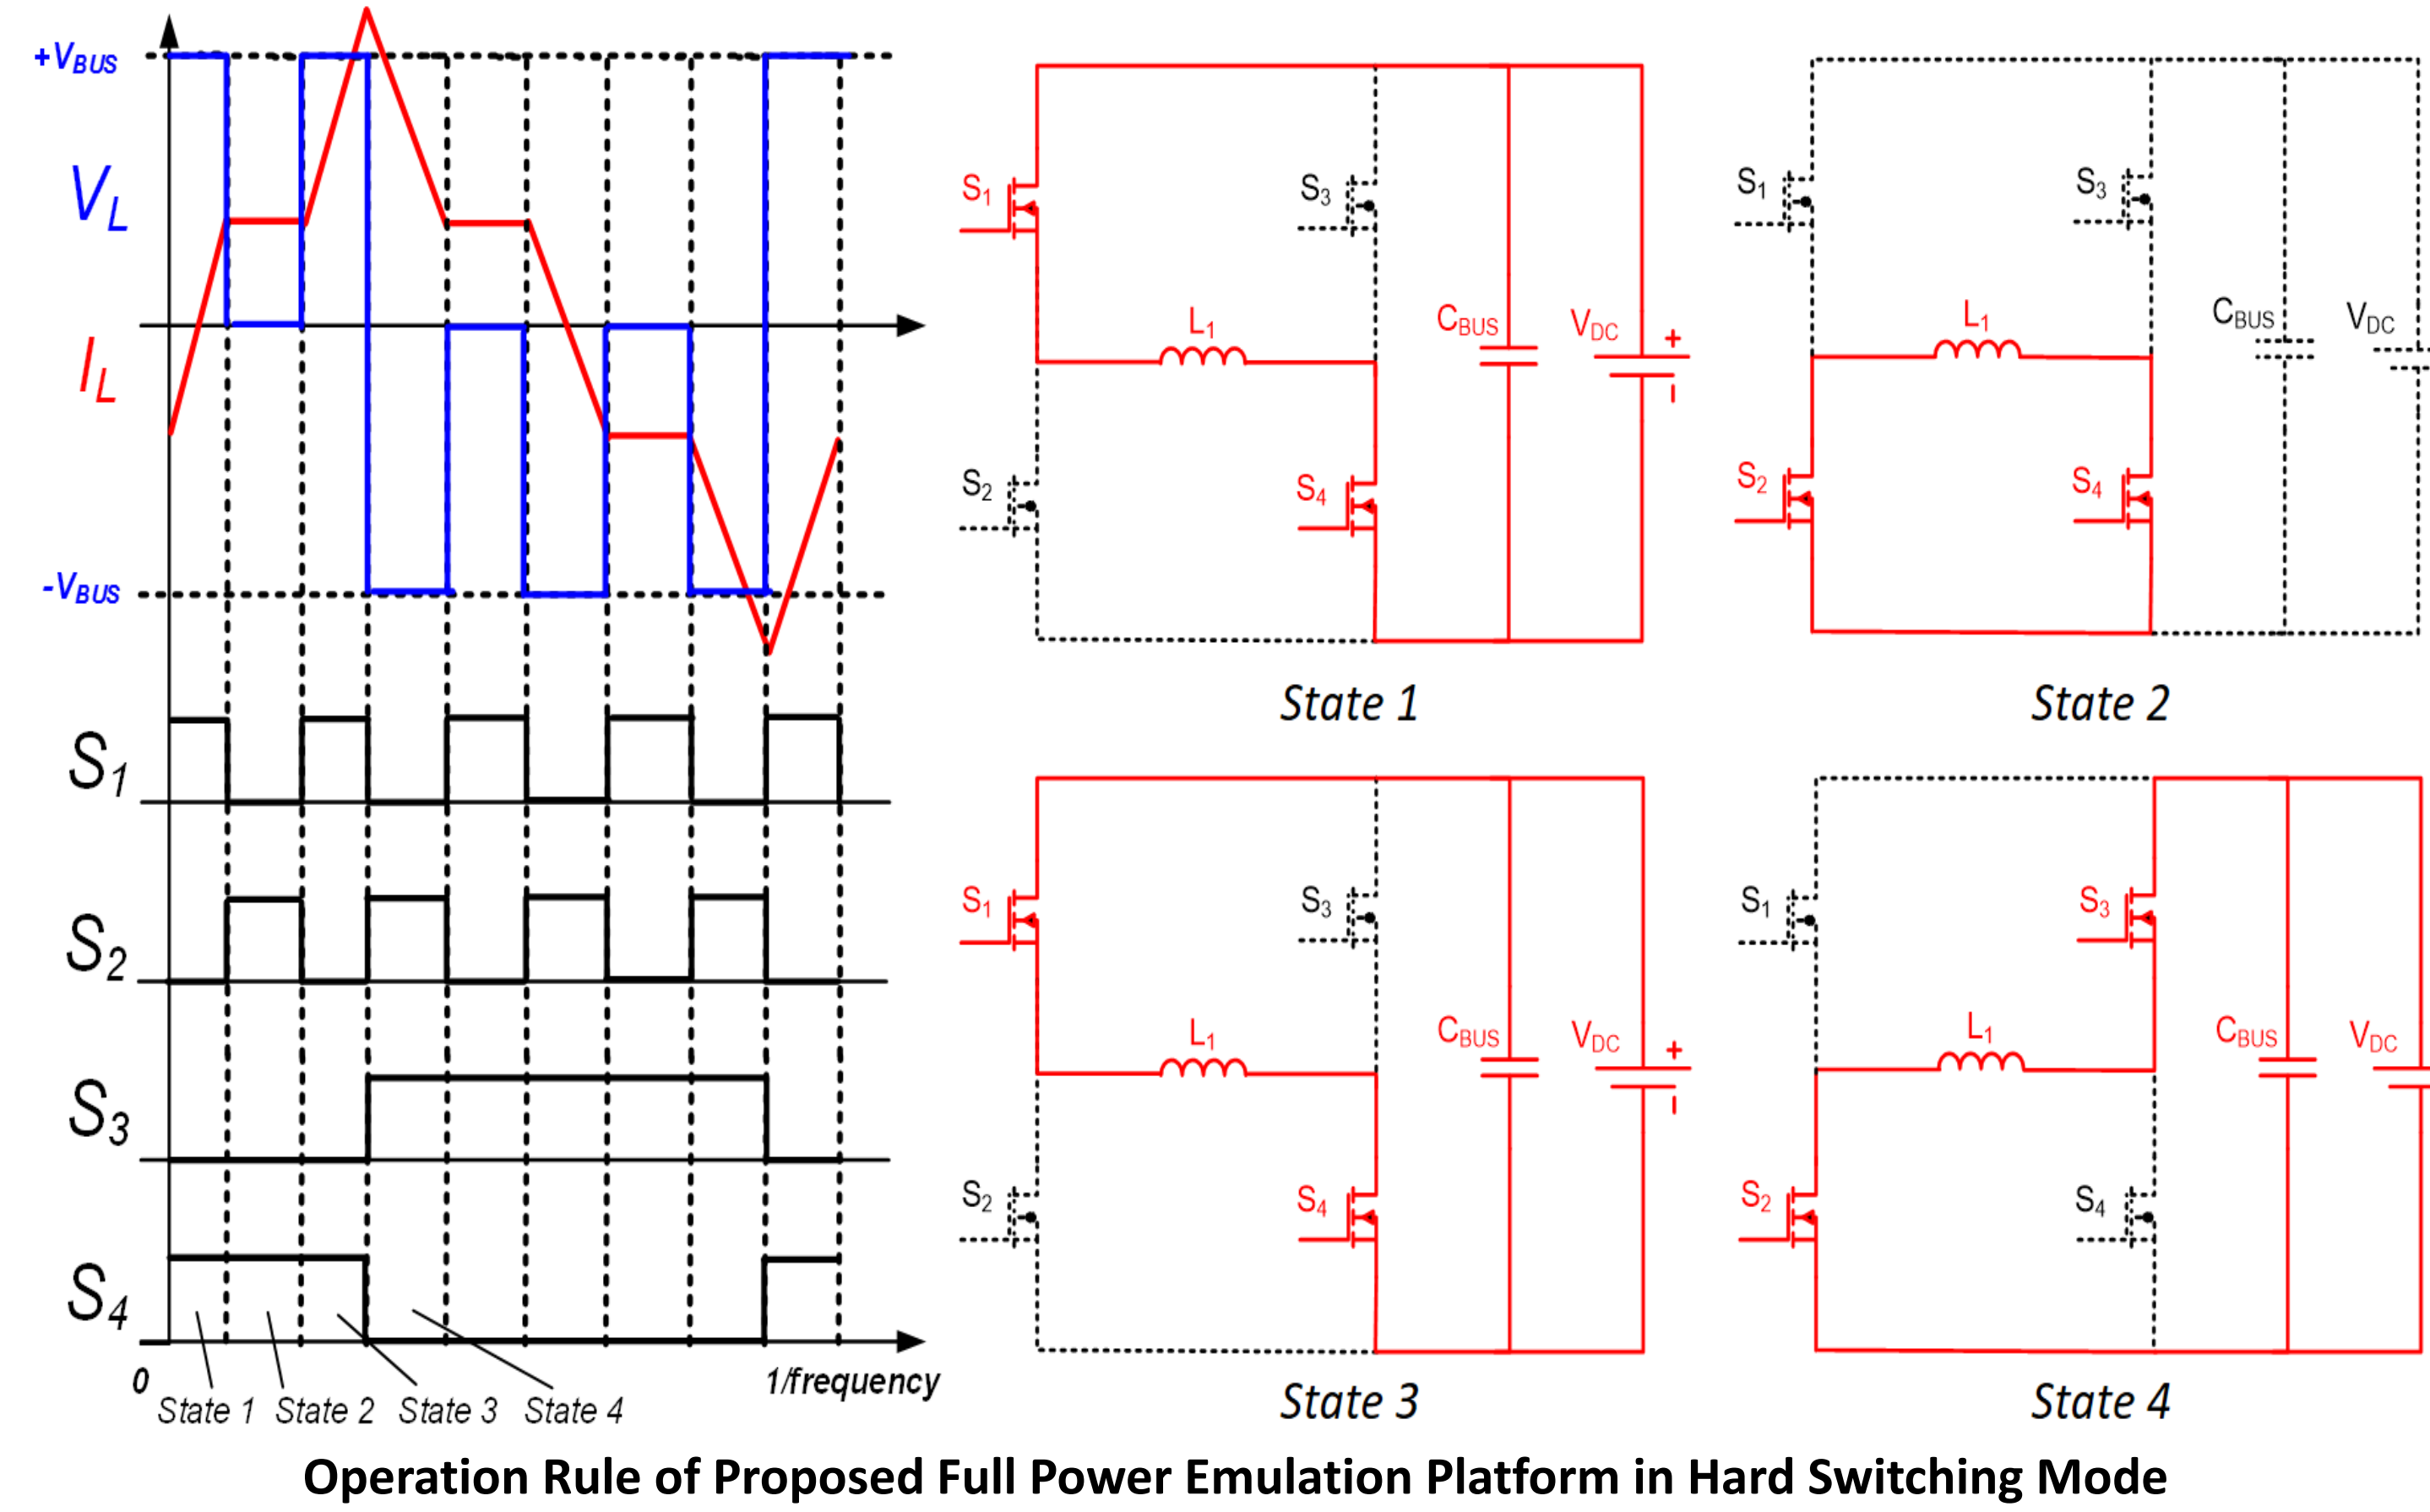 +VBUS
VL
IL
-VBUS
S1
S2
S3
S4
0
1/frequency
State 1 State 2 State 3 State 4
S1
S3
L1
CBUS
VDC
+
S2
S4
State 1
S1
S3
L1
CBUS
VDC
S2
S4
State 2
S1
S3
L1
CBUS
VDC
+
S2
S4
State 3
S1
S3
L1
CBUS
VDC
S2
S4
State 4
Operation Rule of Proposed Full Power Emulation Platform in Hard Switching Mode